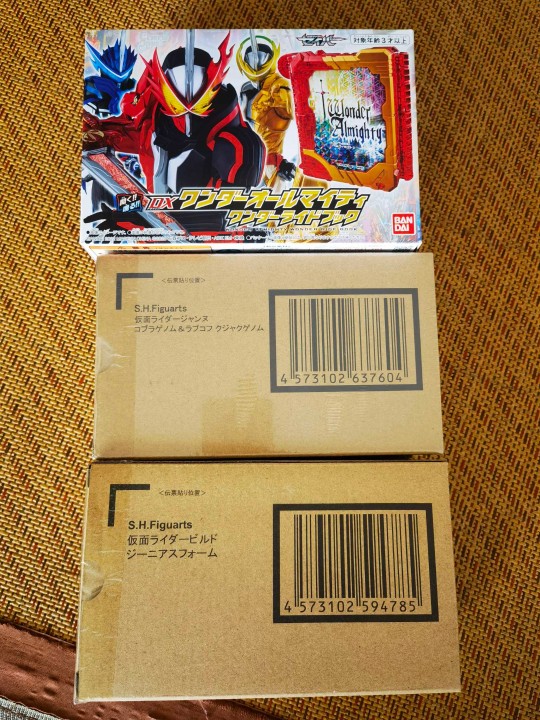 対象年齢3才以上
Wonder
Almighty
DX ワンダーオールマイティ
ワンダーライドブック
BAN
DAI
<伝票貼り位置>
S.H.Figuarts
仮面ライダージャンヌ
コブラゲノム&ラブコフ クジャクゲノム
4 573102 637604
<伝票貼り位置>
S.H.Figuarts
仮面ライダービルド
ジーニアスフォーム
4 573102 594785